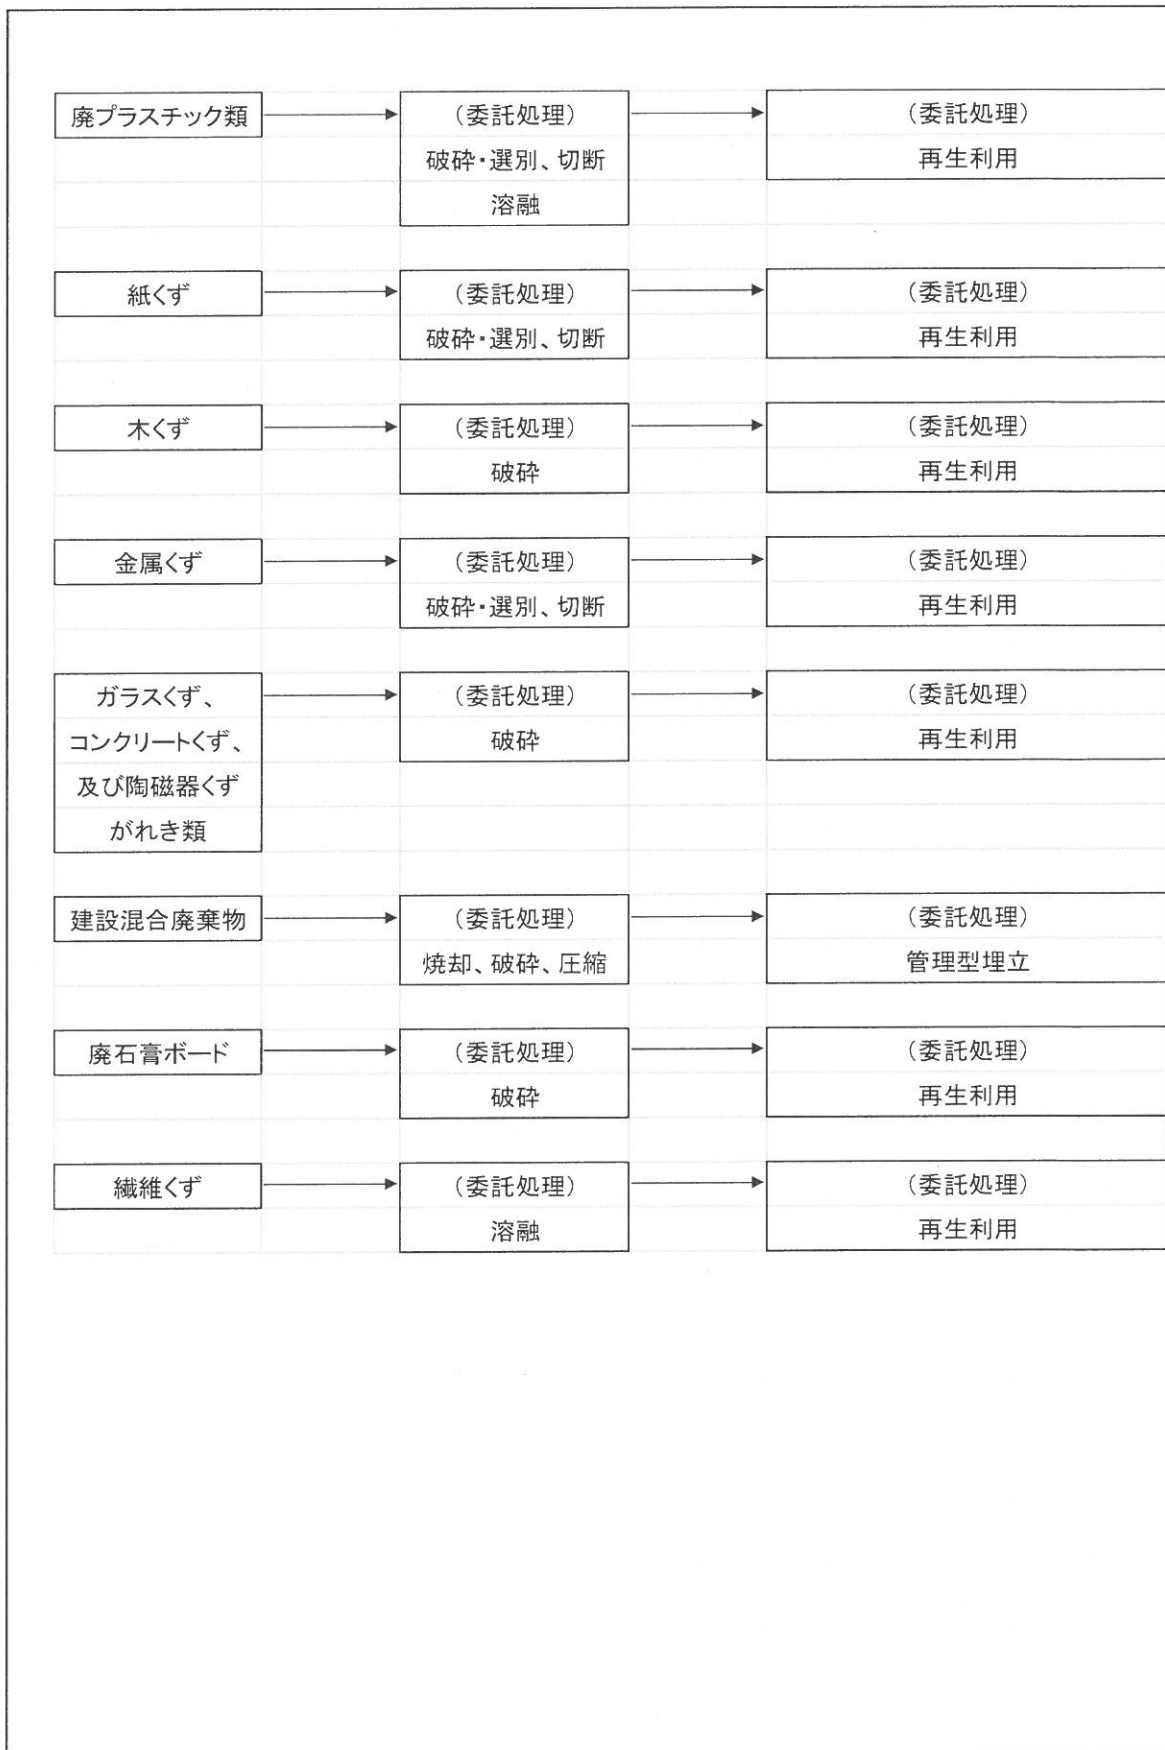 廃プラスチック類
(委託処理)
(委託処理)
破砕・選別、切断
再生利用
溶融
紙くず
(委託処理)
(委託処理)
破砕・選別、切断
再生利用
木くず
(委託処理)
(委託処理)
破砕
再生利用
金属くず
(委託処理)
(委託処理)
破砕・選別、切断
再生利用
ガラスくず、
(委託処理)
(委託処理)
コンクリートくず、
破砕
再生利用
及び陶磁器くず
がれき類
建設混合廃棄物
(委託処理)
(委託処理)
焼却、破砕、圧縮
管理型埋立
廃石膏ボード
(委託処理)
(委託処理)
破砕
再生利用
繊維くず
(委託処理)
(委託処理)
溶融
再生利用